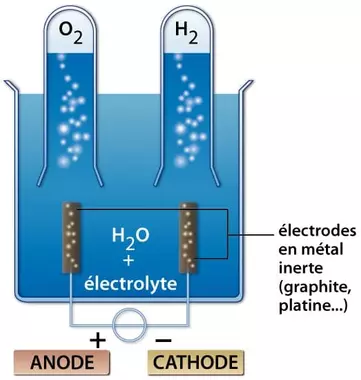 O₂
H₂
H₂O
+
électrolyte
électrodes
en métal
inerte
(graphite,
platine...)
+ −
ANODE
CATHODE